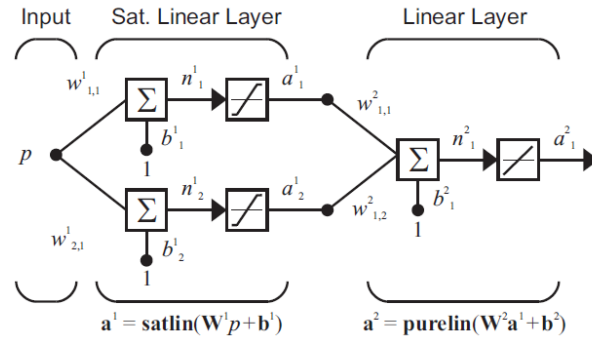 Input Sat. Linear Layer Linear Layer
w¹₁,₁ n¹₁ a¹₁ w²₁,₁
Σ
b¹₁
1
p
n²₁ a²₁
Σ
b²₁
1
w¹₂,₁ n¹₂ a¹₂ w²₁,₂
Σ
b¹₂
1
a¹ = satlin(W¹p+b¹) a² = purelin(W²a¹+b²)